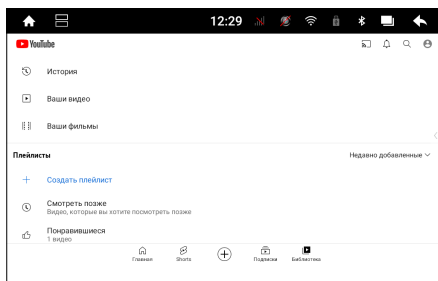 12:29
YouTube
История
Ваши видео
Ваши фильмы
Плейлисты
Недавно добавленные
Создать плейлист
Смотреть позже
Видео, которые вы хотите посмотреть позже
Понравившиеся
1 видео
Главная Shorts Подписки Библиотека